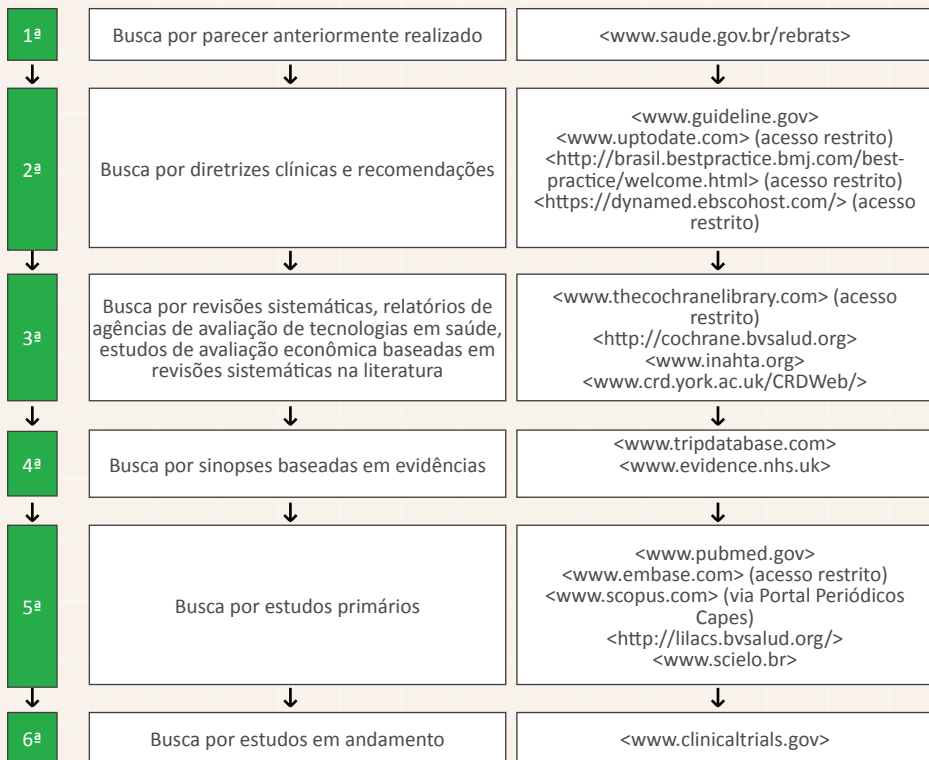 1ª
Busca por parecer anteriormente realizado
<www.saude.gov.br/rebrats>
2ª
Busca por diretrizes clínicas e recomendações
<www.guideline.gov>
<www.uptodate.com> (acesso restrito)
<http://brasil.bestpractice.bmj.com/best-
practice/welcome.html> (acesso restrito)
<https://dynamed.ebscohost.com/> (acesso
restrito)
3ª
Busca por revisões sistemáticas, relatórios de
agências de avaliação de tecnologias em saúde,
estudos de avaliação econômica baseadas em
revisões sistemáticas na literatura
<www.thecochranelibrary.com> (acesso
restrito)
<http://cochrane.bvsalud.org>
<www.inahta.org>
<www.crd.york.ac.uk/CRDWeb/>
4ª
Busca por sinopses baseadas em evidências
<www.tripdatabase.com>
<www.evidence.nhs.uk>
5ª
Busca por estudos primários
<www.pubmed.gov>
<www.embase.com> (acesso restrito)
<www.scopus.com> (via Portal Periódicos
Capes)
<http://lilacs.bvsalud.org/>
<www.scielo.br>
6ª
Busca por estudos em andamento
<www.clinicaltrials.gov>